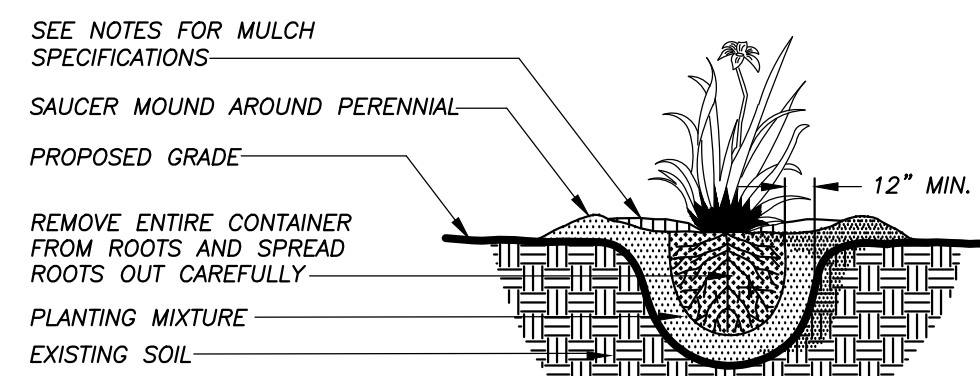 SEE NOTES FOR MULCH
SPECIFICATIONS
SAUCER MOUND AROUND PERENNIAL
PROPOSED GRADE
12" MIN.
REMOVE ENTIRE CONTAINER
FROM ROOTS AND SPREAD
ROOTS OUT CAREFULLY
PLANTING MIXTURE
EXISTING SOIL